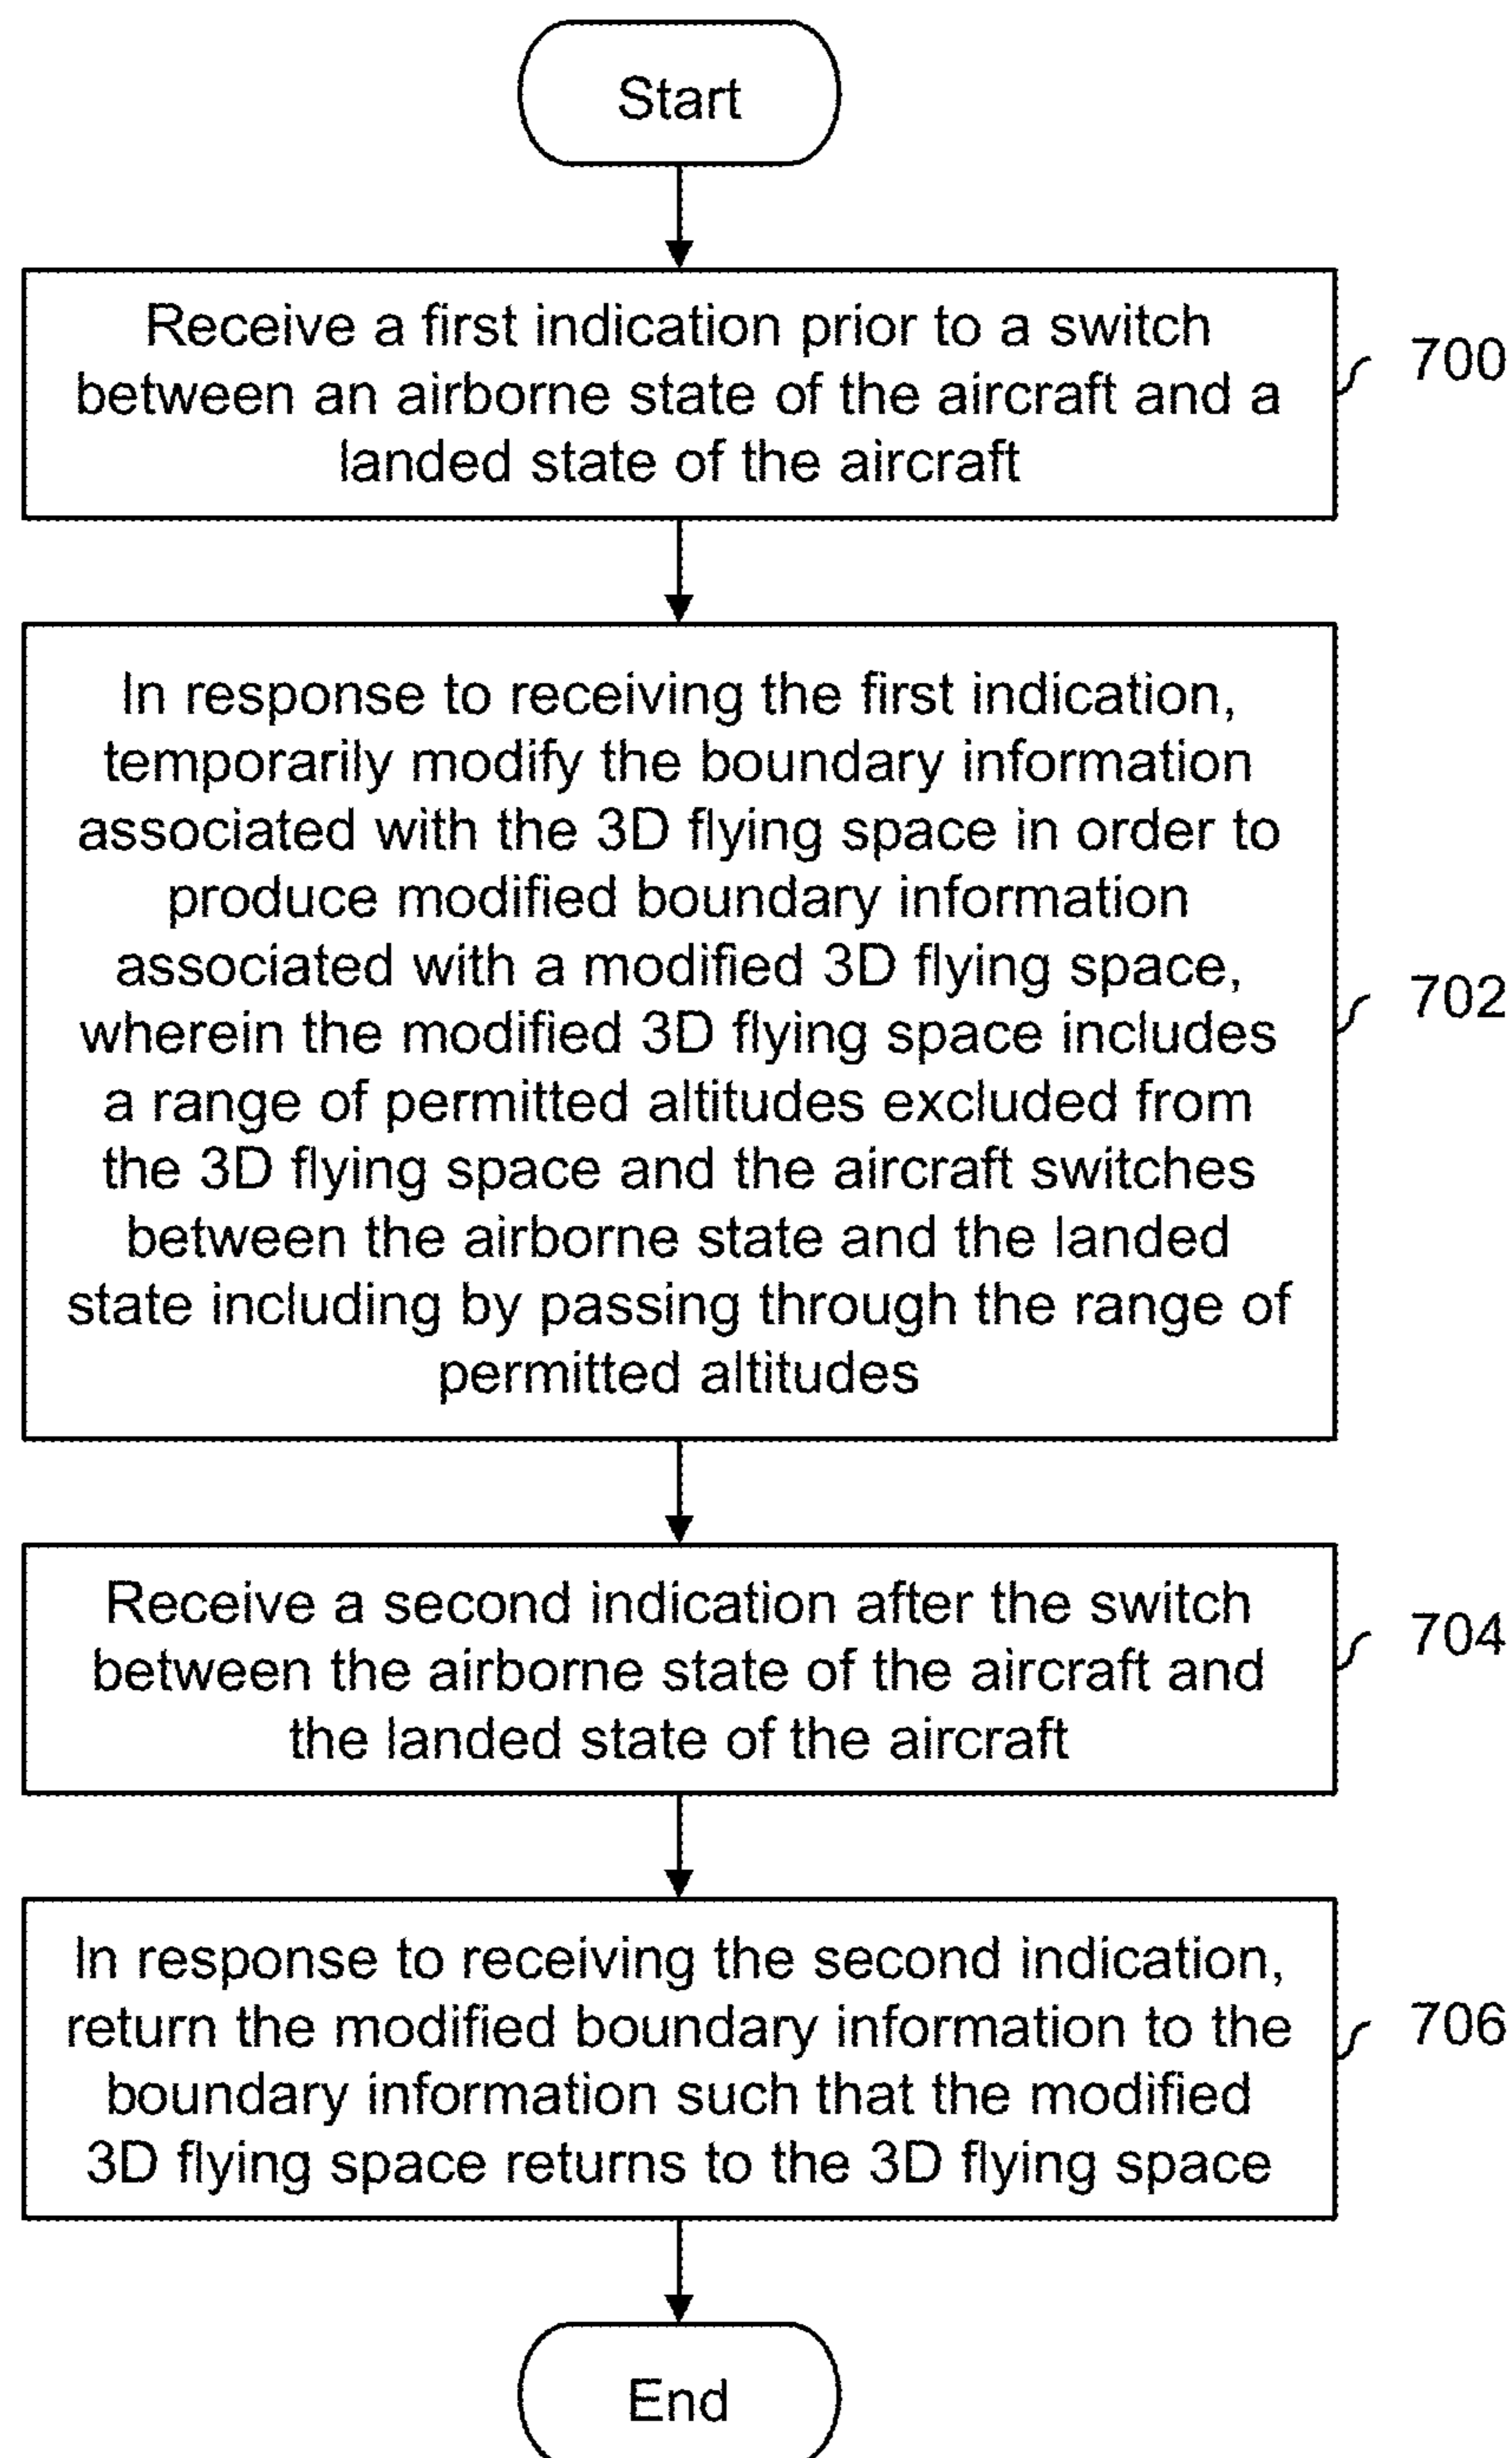 Start
Receive a first indication prior to a switch
between an airborne state of the aircraft and a
landed state of the aircraft
700
In response to receiving the first indication,
temporarily modify the boundary information
associated with the 3D flying space in order to
produce modified boundary information
associated with a modified 3D flying space,
wherein the modified 3D flying space includes
a range of permitted altitudes excluded from
the 3D flying space and the aircraft switches
between the airborne state and the landed
state including by passing through the range of
permitted altitudes
702
Receive a second indication after the switch
between the airborne state of the aircraft and
the landed state of the aircraft
704
In response to receiving the second indication,
return the modified boundary information to the
boundary information such that the modified
3D flying space returns to the 3D flying space
706
End